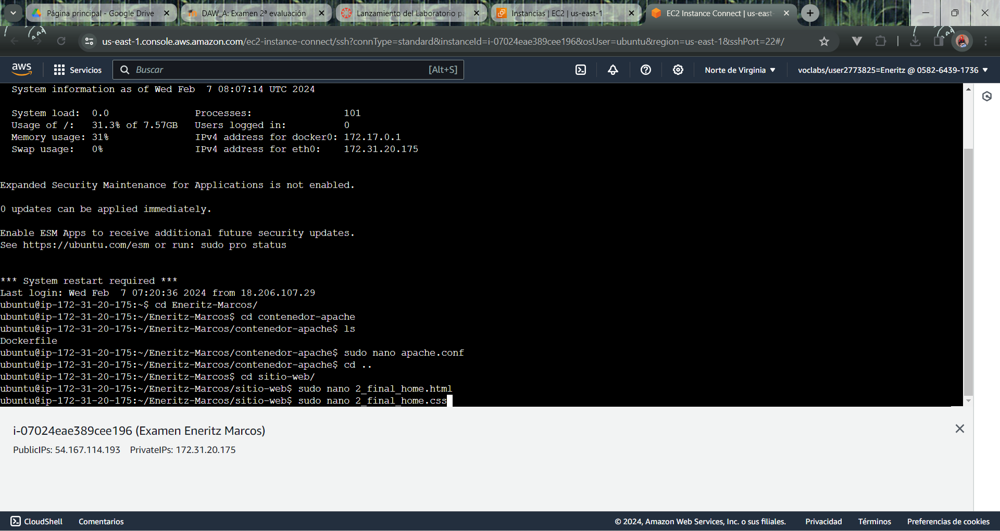 Página principal - Google Drive
DAW_A: Examen 2ª evaluación
Lanzamiento del Laboratorio pa
Instancias | EC2 | us-east-1
EC2 Instance Connect | us-east-
us-east-1.console.aws.amazon.com/ec2-instance-connect/ssh?connType=standard&instanceId=i-07024eae389cee196&osUser=ubuntu&region=us-east-1&sshPort=22#/
aws
Servicios
Buscar
[Alt+S]
Norte de Virginia
voclabs/user2773825=Eneritz @ 0582-6439-1736
System information as of Wed Feb  7 08:07:14 UTC 2024
System load:  0.0               Processes:                101
Usage of /:   31.3% of 7.57GB   Users logged in:          0
Memory usage: 31%               IPv4 address for docker0: 172.17.0.1
Swap usage:   0%                IPv4 address for eth0:    172.31.20.175
Expanded Security Maintenance for Applications is not enabled.
0 updates can be applied immediately.
Enable ESM Apps to receive additional future security updates.
See https://ubuntu.com/esm or run: sudo pro status
*** System restart required ***
Last login: Wed Feb  7 07:20:36 2024 from 18.206.107.29
ubuntu@ip-172-31-20-175:~$ cd Eneritz-Marcos/
ubuntu@ip-172-31-20-175:~/Eneritz-Marcos$ cd contenedor-apache
ubuntu@ip-172-31-20-175:~/Eneritz-Marcos/contenedor-apache$ ls
Dockerfile
ubuntu@ip-172-31-20-175:~/Eneritz-Marcos/contenedor-apache$ sudo nano apache.conf
ubuntu@ip-172-31-20-175:~/Eneritz-Marcos/contenedor-apache$ cd ..
ubuntu@ip-172-31-20-175:~/Eneritz-Marcos$ cd sitio-web/
ubuntu@ip-172-31-20-175:~/Eneritz-Marcos/sitio-web$ sudo nano 2_final_home.html
ubuntu@ip-172-31-20-175:~/Eneritz-Marcos/sitio-web$ sudo nano 2_final_home.css
i-07024eae389cee196 (Examen Eneritz Marcos)
PublicIPs: 54.167.114.193    PrivateIPs: 172.31.20.175
CloudShell
Comentarios
© 2024, Amazon Web Services, Inc. o sus filiales.
Privacidad
Términos
Preferencias de cookies